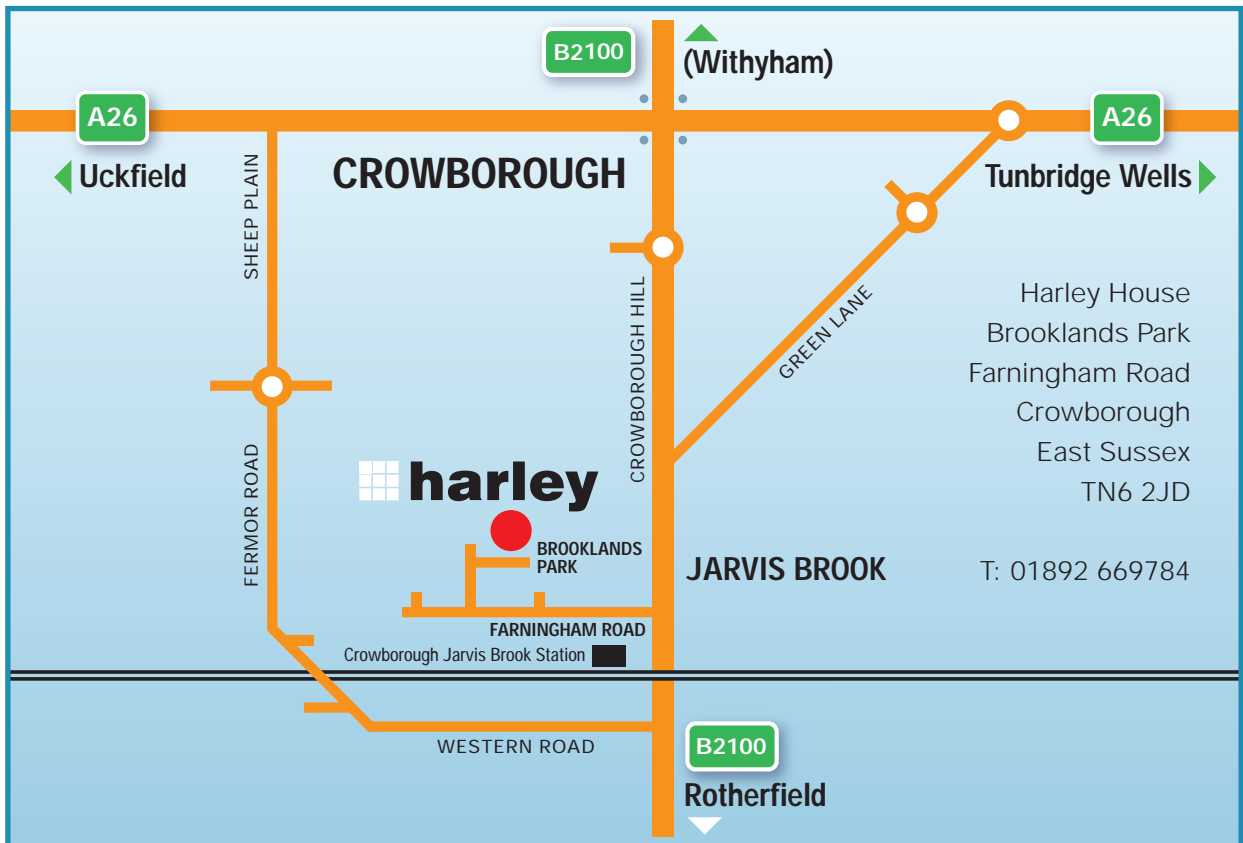 B2100
(Withyham)
A26
A26
Uckfield
CROWBOROUGH
Tunbridge Wells
SHEEP PLAIN
CROWBOROUGH HILL
GREEN LANE
Harley House
Brooklands Park
Farningham Road
Crowborough
East Sussex
TN6 2JD
FERMOR ROAD
harley
BROOKLANDS
PARK
JARVIS BROOK
T: 01892 669784
FARNINGHAM ROAD
Crowborough Jarvis Brook Station
WESTERN ROAD
B2100
Rotherfield